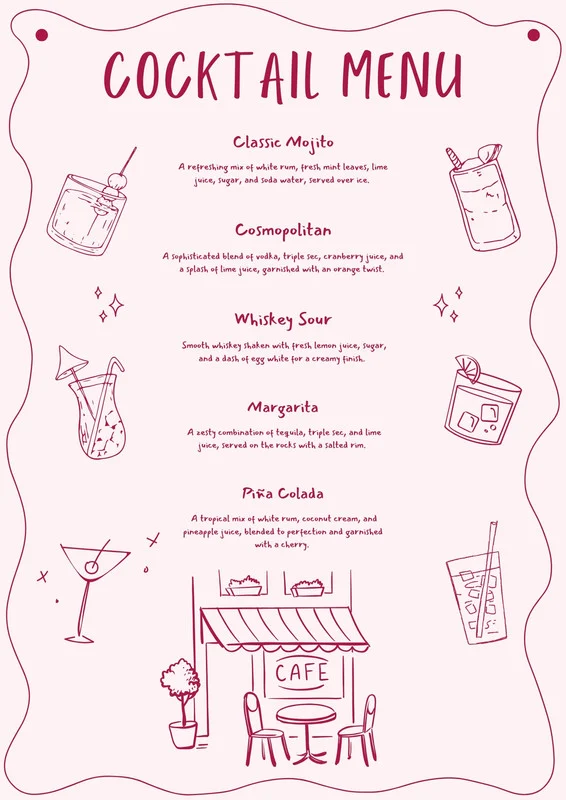 COCKTAIL MENU
Classic Mojito
A refreshing mix of white rum, fresh mint leaves, lime
juice, sugar, and soda water, served over ice.
Cosmopolitan
A sophisticated blend of vodka, triple sec, cranberry juice, and
a splash of lime juice, garnished with an orange twist.
Whiskey Sour
Smooth whiskey shaken with fresh lemon juice, sugar,
and a dash of egg white for a creamy finish.
Margarita
A zesty combination of tequila, triple sec, and lime
juice, served on the rocks with a salted rim.
Piña Colada
A tropical mix of white rum, coconut cream, and
pineapple juice, blended to perfection and garnished
with a cherry.
CAFE